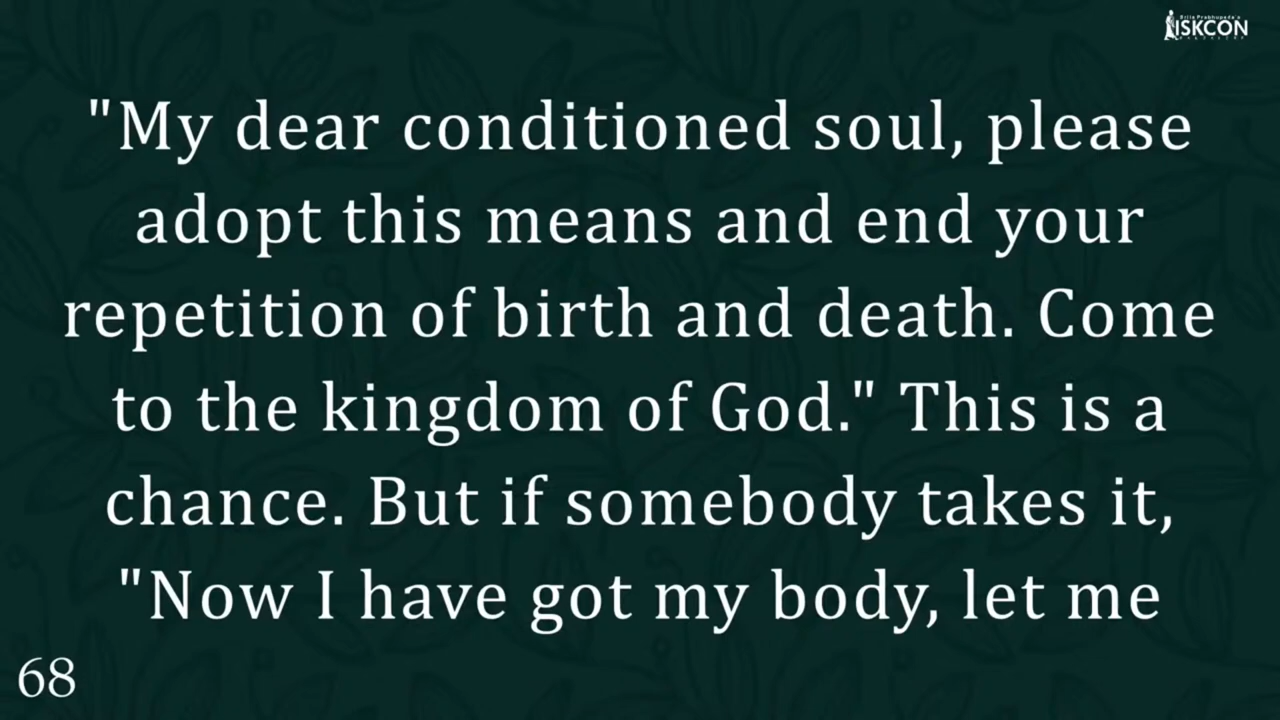 Srila Prabhupada's
ISKCON
"My dear conditioned soul, please
adopt this means and end your
repetition of birth and death. Come
to the kingdom of God." This is a
chance. But if somebody takes it,
"Now I have got my body, let me
68